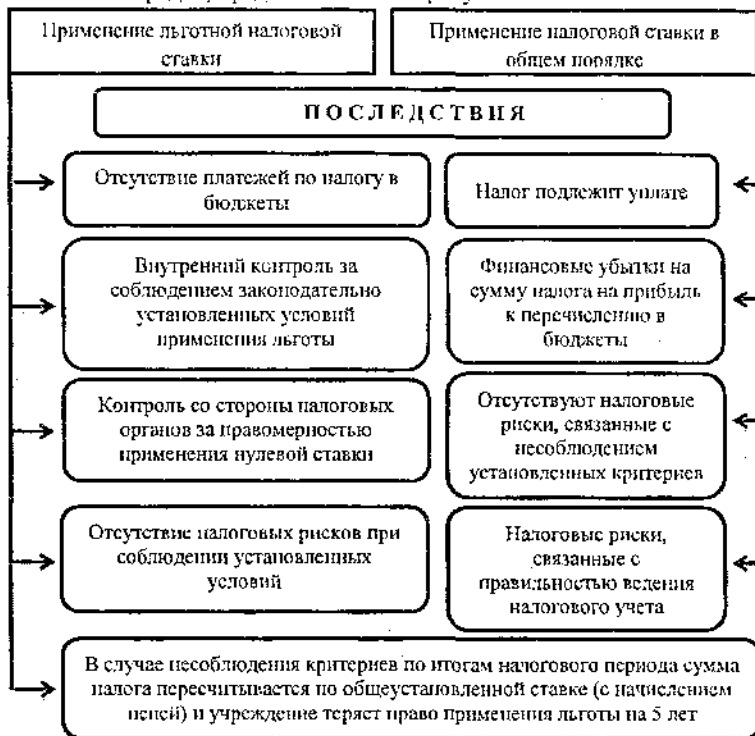 Применение льготной налоговой
ставки
Применение налоговой ставки в
общем порядке
ПОСЛЕДСТВИЯ
Отсутствие платежей по налогу в
бюджеты
Налог подлежит уплате
Внутренний контроль за
соблюдением законодательно
установленных условий
применения льготы
Финансовые убытки на
сумму налога на прибыль
к перечислению в
бюджеты
Контроль со стороны налоговых
органов за правомерностью
применения нулевой ставки
Отсутствуют налоговые
риски, связанные с
несоблюдением
установленных критериев
Отсутствие налоговых рисков при
соблюдении установленных
условий
Налоговые риски,
связанные с
правильностью ведения
налогового учета
В случае несоблюдения критериев по итогам налогового периода сумма
налога пересчитывается по общеустановленной ставке (с начислением
пеней) и учреждение теряет право применения льготы на 5 лет